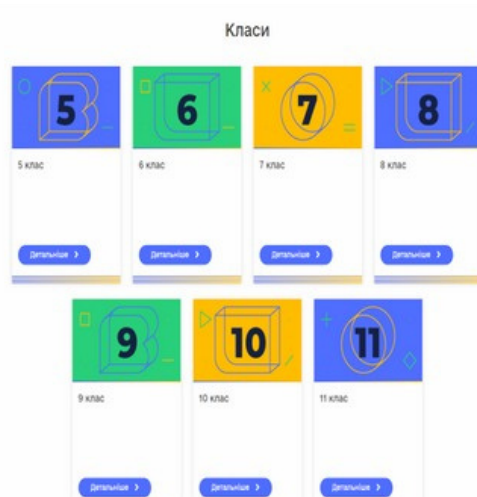 Класи
5
6
7
8
5 клас
6 клас
7 клас
8 клас
Детальніше
Детальніше
Детальніше
Детальніше
9
10
11
9 клас
10 клас
11 клас
Детальніше
Детальніше
Детальніше